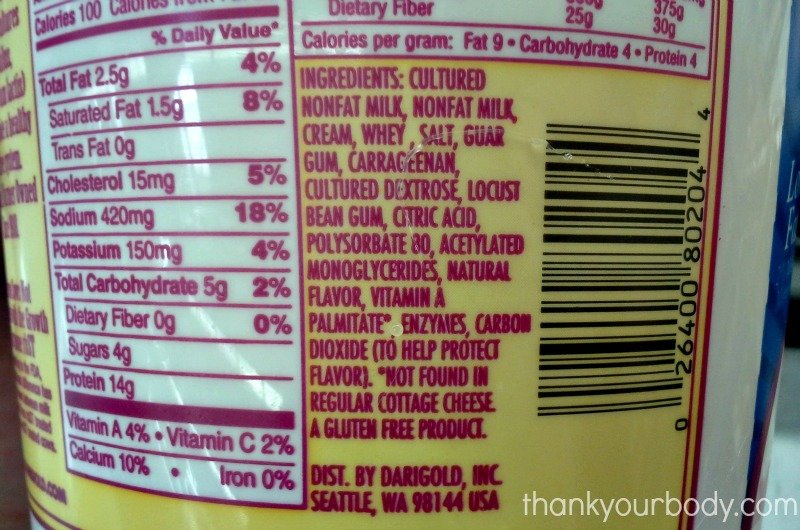 Calories 100 Calories from
% Daily Value*
Total Fat 2.5g 4%
Saturated Fat 1.5g 8%
Trans Fat 0g
Cholesterol 15mg 5%
Sodium 420mg 18%
Potassium 150mg 4%
Total Carbohydrate 5g 2%
Dietary Fiber 0g 0%
Sugars 4g
Protein 14g
Vitamin A 4% • Vitamin C 2%
Calcium 10% • Iron 0%
375g
Dietary Fiber 25g 30g
Calories per gram: Fat 9 • Carbohydrate 4 • Protein 4
INGREDIENTS: CULTURED
NONFAT MILK, NONFAT MILK,
CREAM, WHEY, SALT, GUAR
GUM, CARRAGEENAN,
CULTURED DEXTROSE, LOCUST
BEAN GUM, CITRIC ACID,
POLYSORBATE 80, ACETYLATED
MONOGLYCERIDES, NATURAL
FLAVOR, VITAMIN A
PALMITATE*, ENZYMES, CARBON
DIOXIDE (TO HELP PROTECT
FLAVOR). *NOT FOUND IN
REGULAR COTTAGE CHEESE.
A GLUTEN FREE PRODUCT.
DIST. BY DARIGOLD, INC.
SEATTLE, WA 98144 USA
0 26400 80204 4
thankyourbody.com